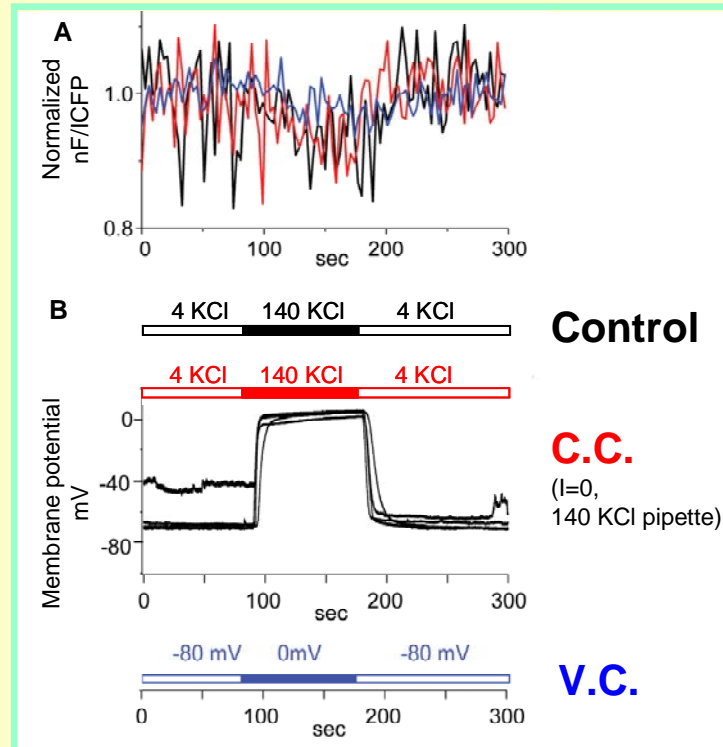 A
Normalized
nF/lCFP
1.0
0.8
0 100 200 300
sec
B
4 KCl 140 KCl 4 KCl
Control
4 KCl 140 KCl 4 KCl
Membrane potential
mV
0
-40
-80
C.C.
(I=0,
140 KCl pipette)
0 100 200 300
sec
-80 mV 0mV -80 mV
V.C.
0 100 200 300
sec